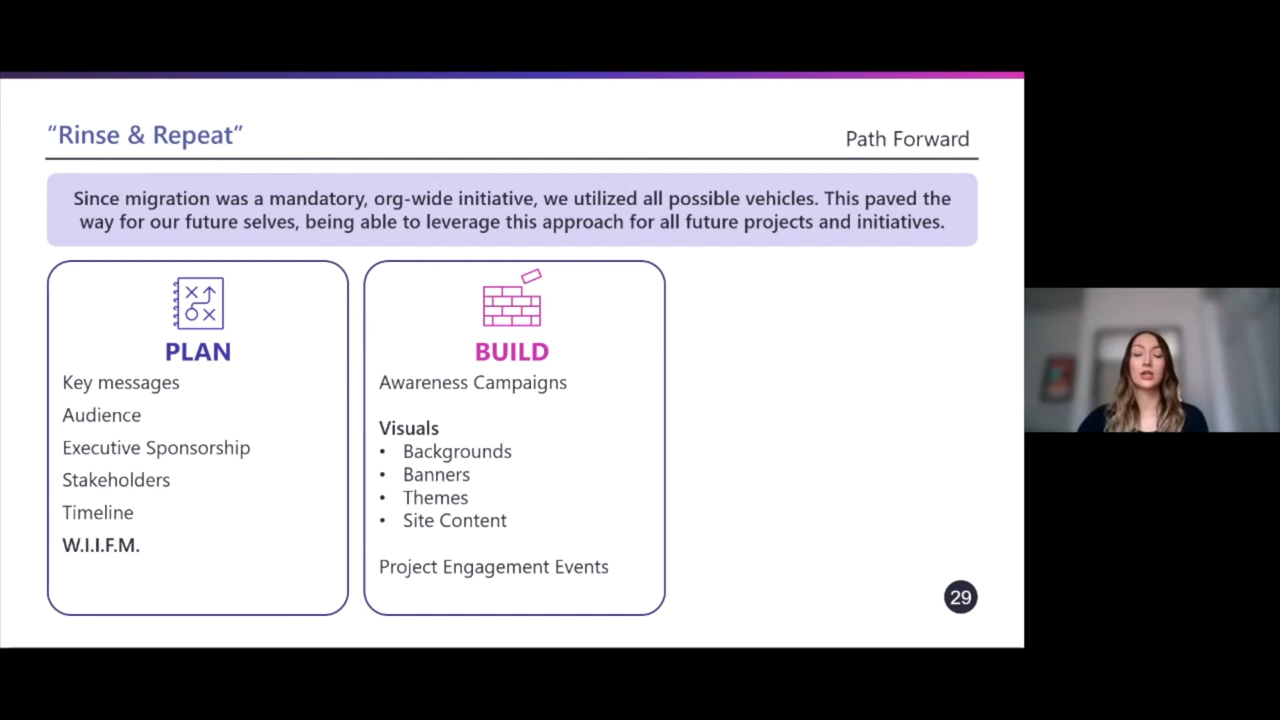 “Rinse & Repeat”
Path Forward
Since migration was a mandatory, org-wide initiative, we utilized all possible vehicles. This paved the
way for our future selves, being able to leverage this approach for all future projects and initiatives.
PLAN
Key messages
Audience
Executive Sponsorship
Stakeholders
Timeline
W.I.I.F.M.
BUILD
Awareness Campaigns
Visuals
• Backgrounds
• Banners
• Themes
• Site Content
Project Engagement Events
29